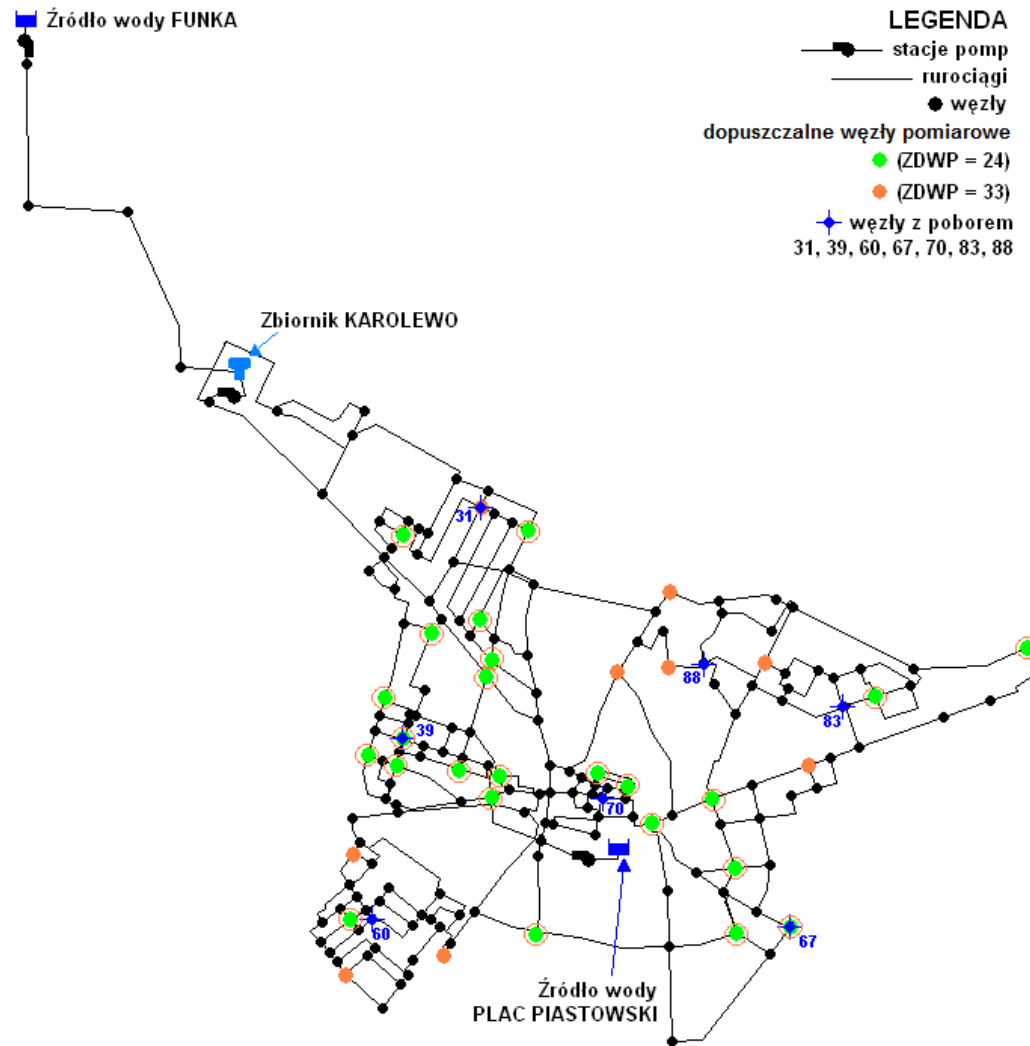 Źródło wody FUNKA
LEGENDA
stacje pomp
rurociągi
węzły
dopuszczalne węzły pomiarowe
(ZDWP = 24)
(ZDWP = 33)
węzły z poborem
31, 39, 60, 67, 70, 83, 88
Zbiornik KAROLEWO
31
88
83
39
70
60
67
Źródło wody
PLAC PIASTOWSKI